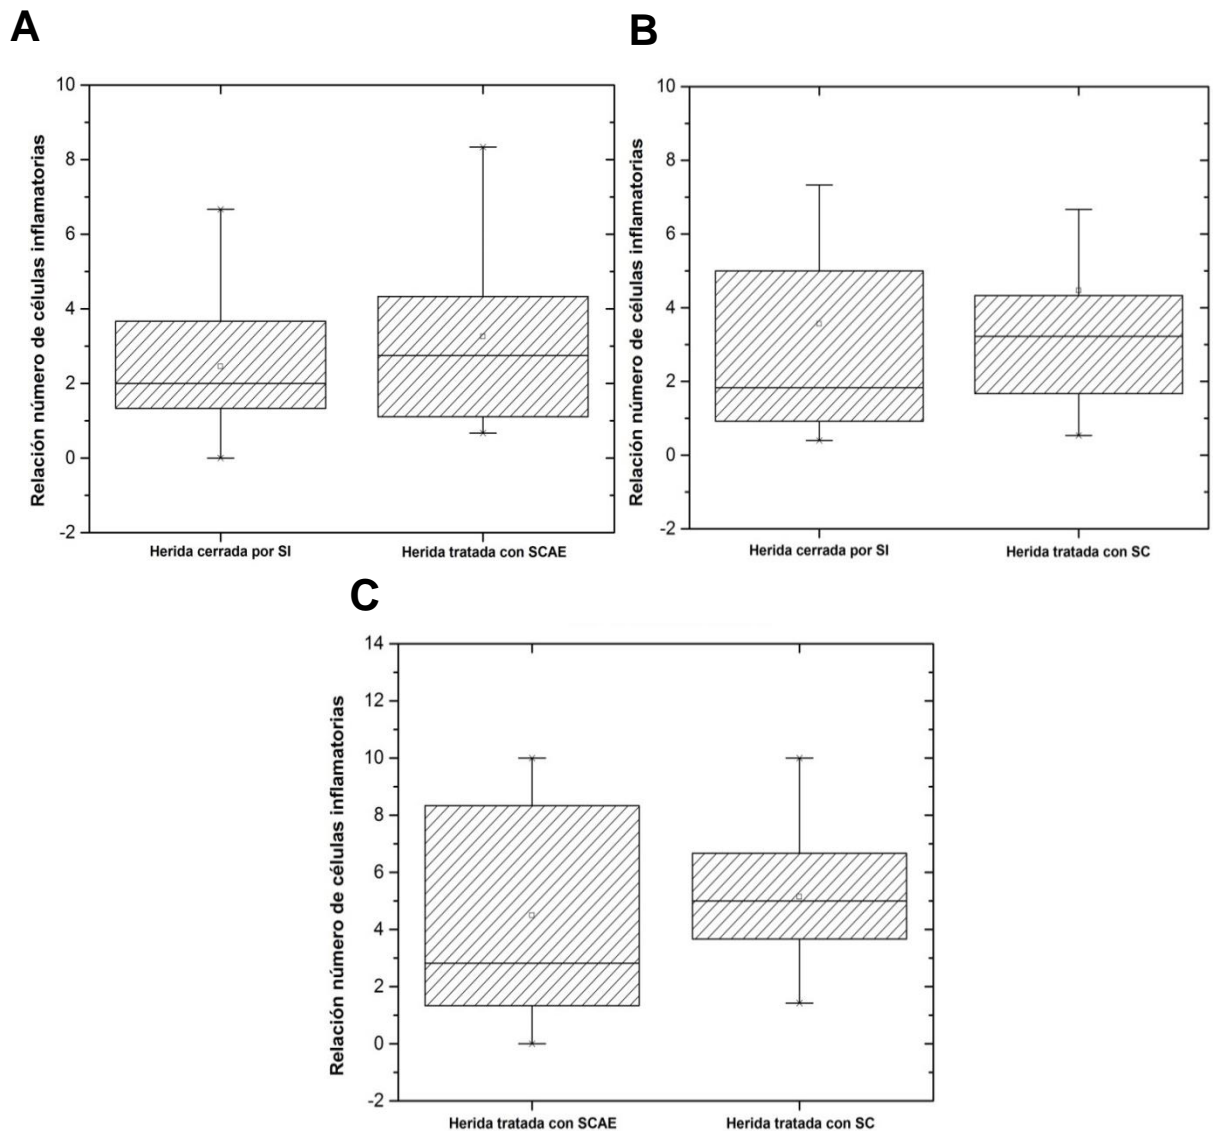 A
B
Relación número de células inflamatorias
10
8
6
4
2
0
-2
Herida cerrada por SI
Herida tratada con SCAE
Relación número de células inflamatorias
10
8
6
4
2
0
-2
Herida cerrada por SI
Herida tratada con SC
C
Relación número de células inflamatorias
14
12
10
8
6
4
2
0
-2
Herida tratada con SCAE
Herida tratada con SC